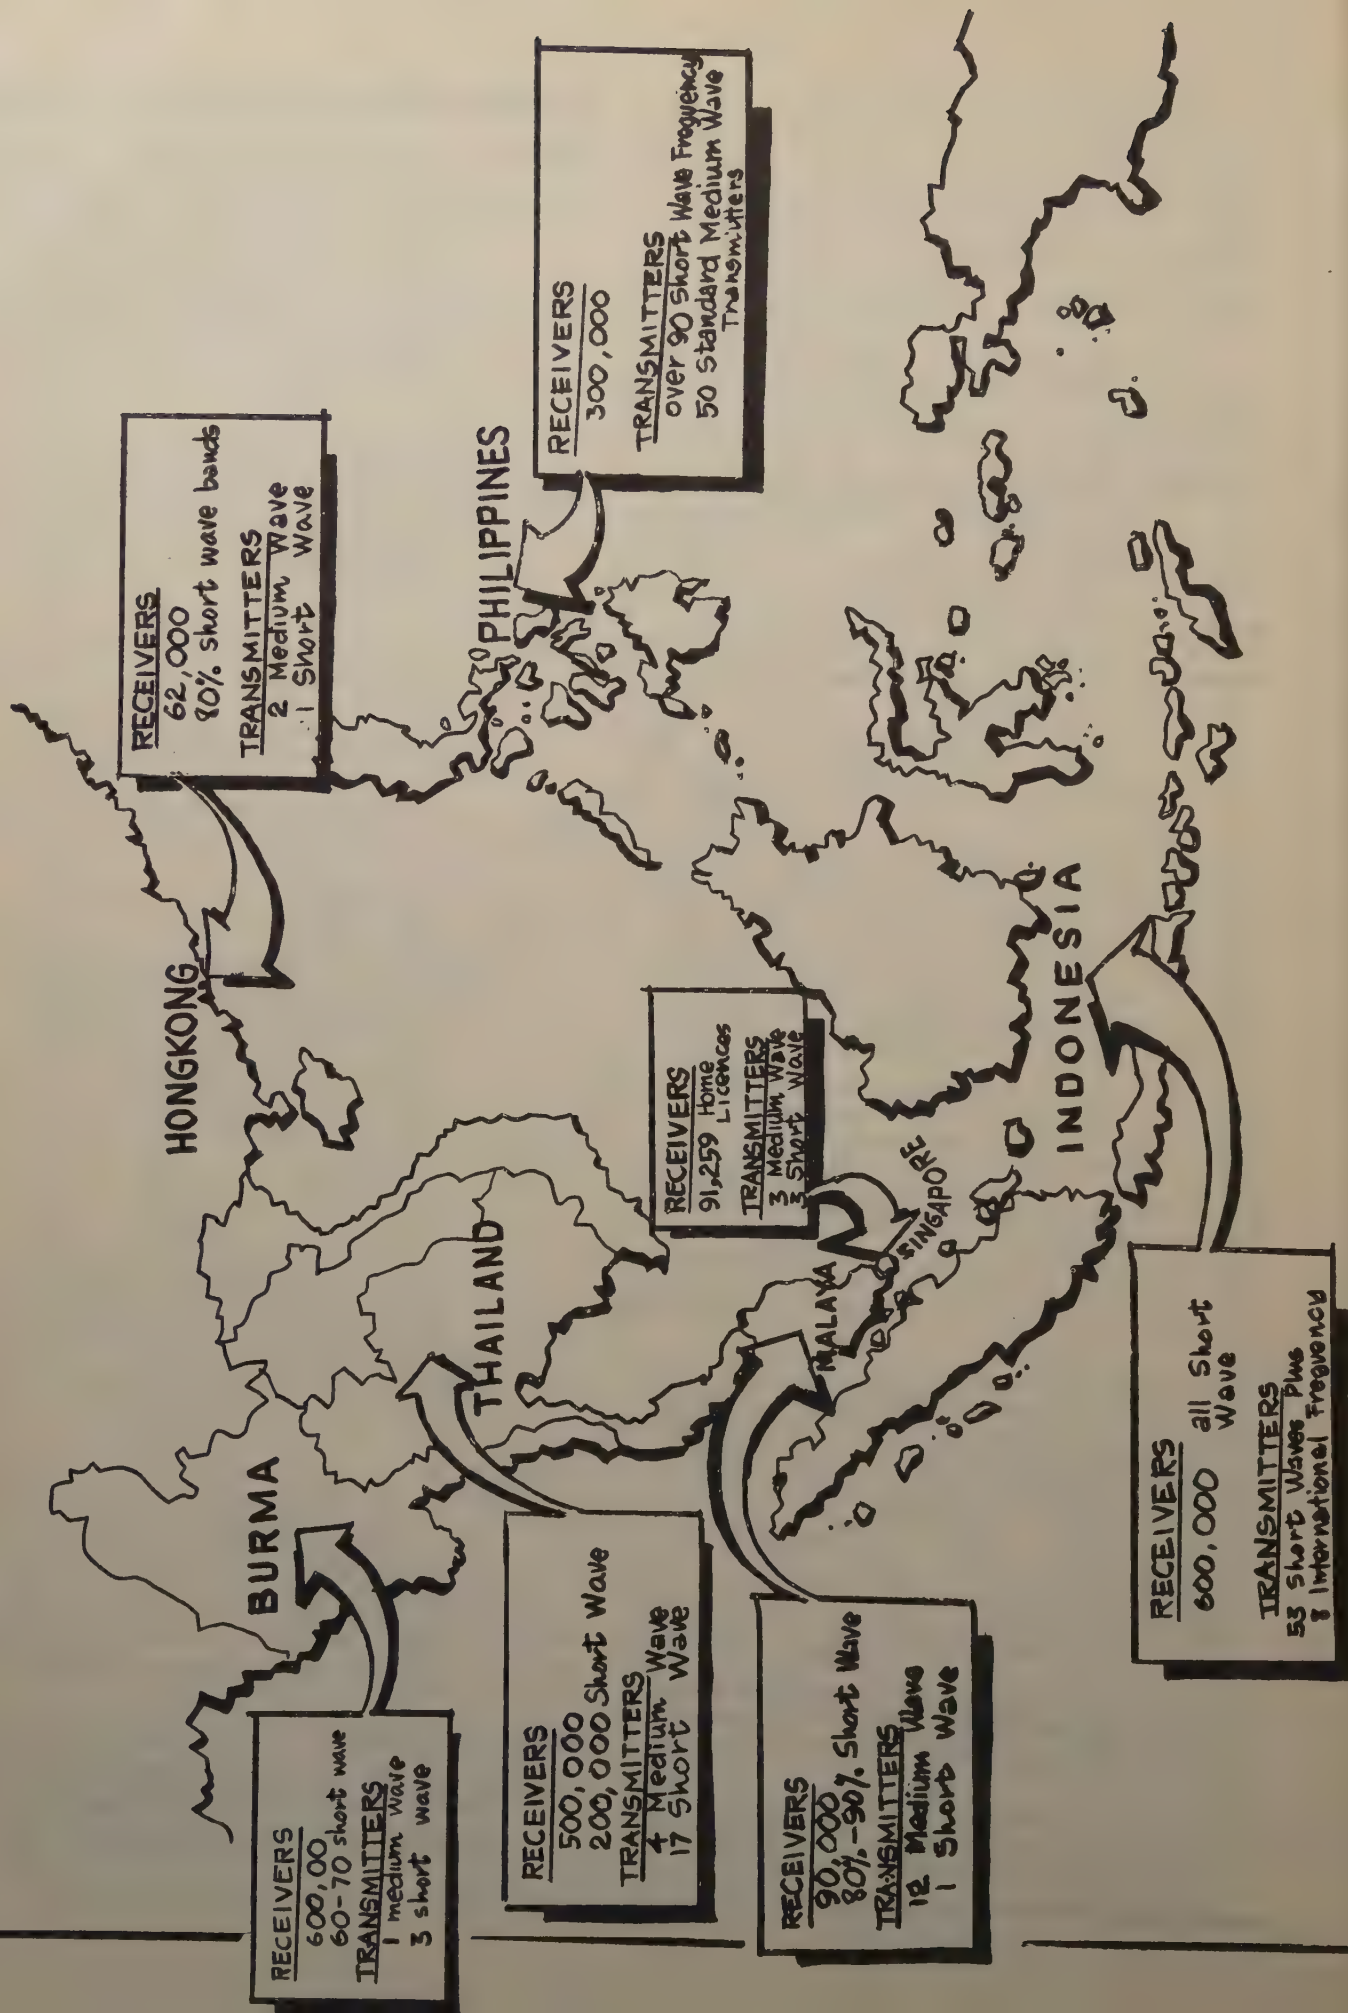 RECEIVERS
600,00
60-70 short wave
TRANSMITTERS
1 medium wave
3 short wave
BURMA
HONGKONG
RECEIVERS
62,000
80% short wave bands
TRANSMITTERS
2 Medium Wave
1 Short Wave
RECEIVERS
500,000
200,000 Short Wave
TRANSMITTERS
4 Medium Wave
17 Short Wave
THAILAND
PHILIPPINES
RECEIVERS
300,000
TRANSMITTERS
over 90 Short Wave Frequency
50 Standard Medium Wave
Transmitters
RECEIVERS
90,000
80%-90% Short Wave
TRANSMITTERS
12 Medium Wave
1 Short Wave
MALAYA
SINGAPORE
RECEIVERS
91,259 Home
Licences
TRANSMITTERS
3 Medium Wave
3 Short Wave
INDONESIA
RECEIVERS
600,000 all Short
Wave
TRANSMITTERS
53 Short Waves Plus
8 International Frequency